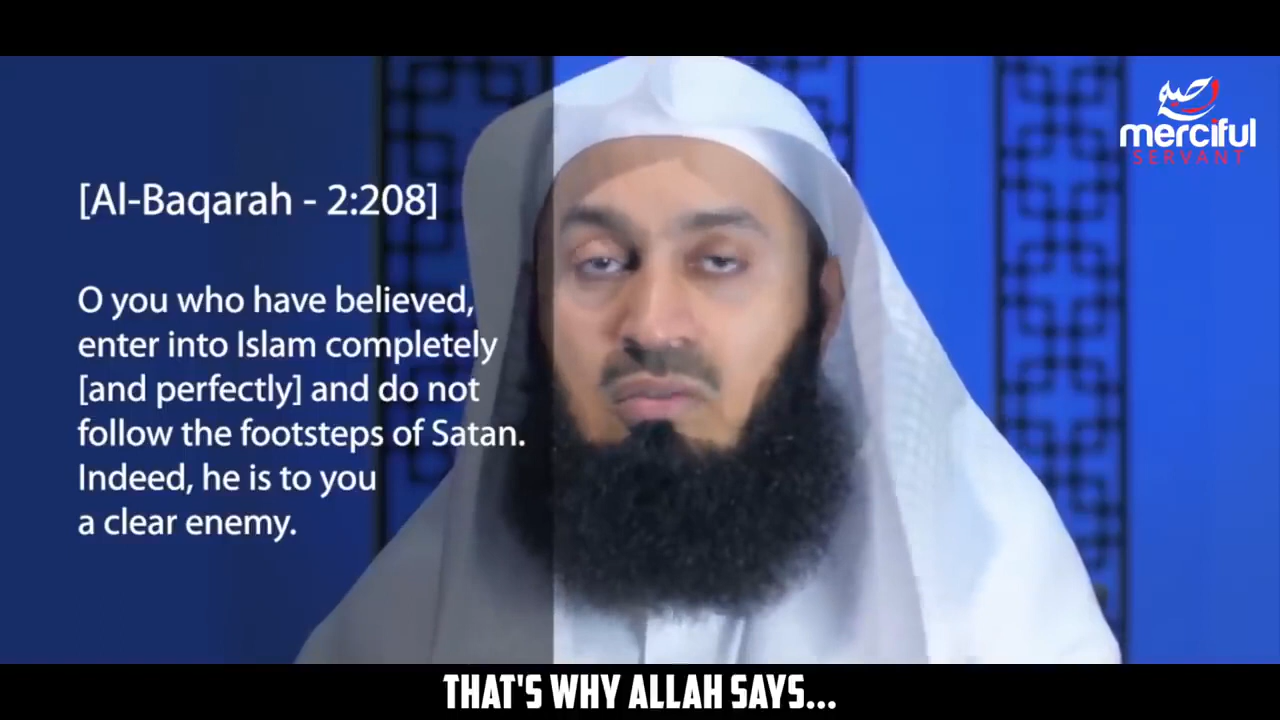 merciful
SERVANT
[Al-Baqarah - 2:208]
O you who have believed,
enter into Islam completely
[and perfectly] and do not
follow the footsteps of Satan.
Indeed, he is to you
a clear enemy.
THAT'S WHY ALLAH SAYS...